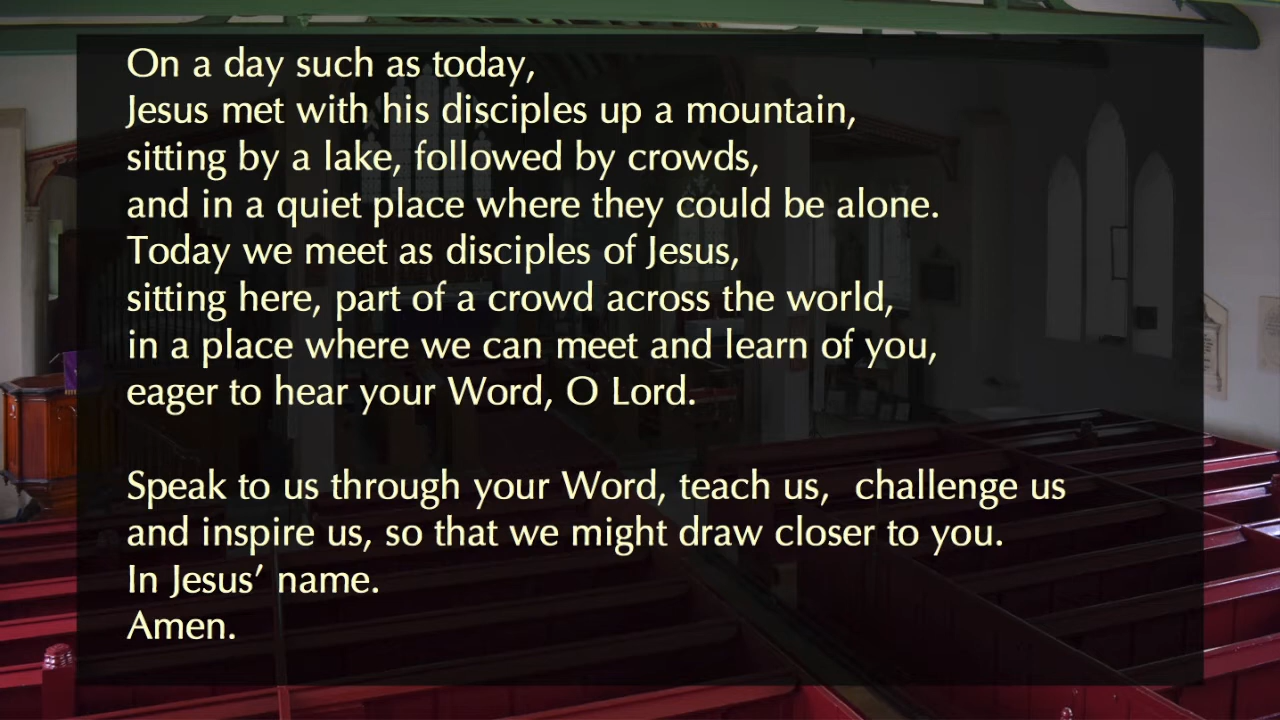 On a day such as today,
Jesus met with his disciples up a mountain,
sitting by a lake, followed by crowds,
and in a quiet place where they could be alone.
Today we meet as disciples of Jesus,
sitting here, part of a crowd across the world,
in a place where we can meet and learn of you,
eager to hear your Word, O Lord.

Speak to us through your Word, teach us,  challenge us
and inspire us, so that we might draw closer to you.
In Jesus’ name.
Amen.